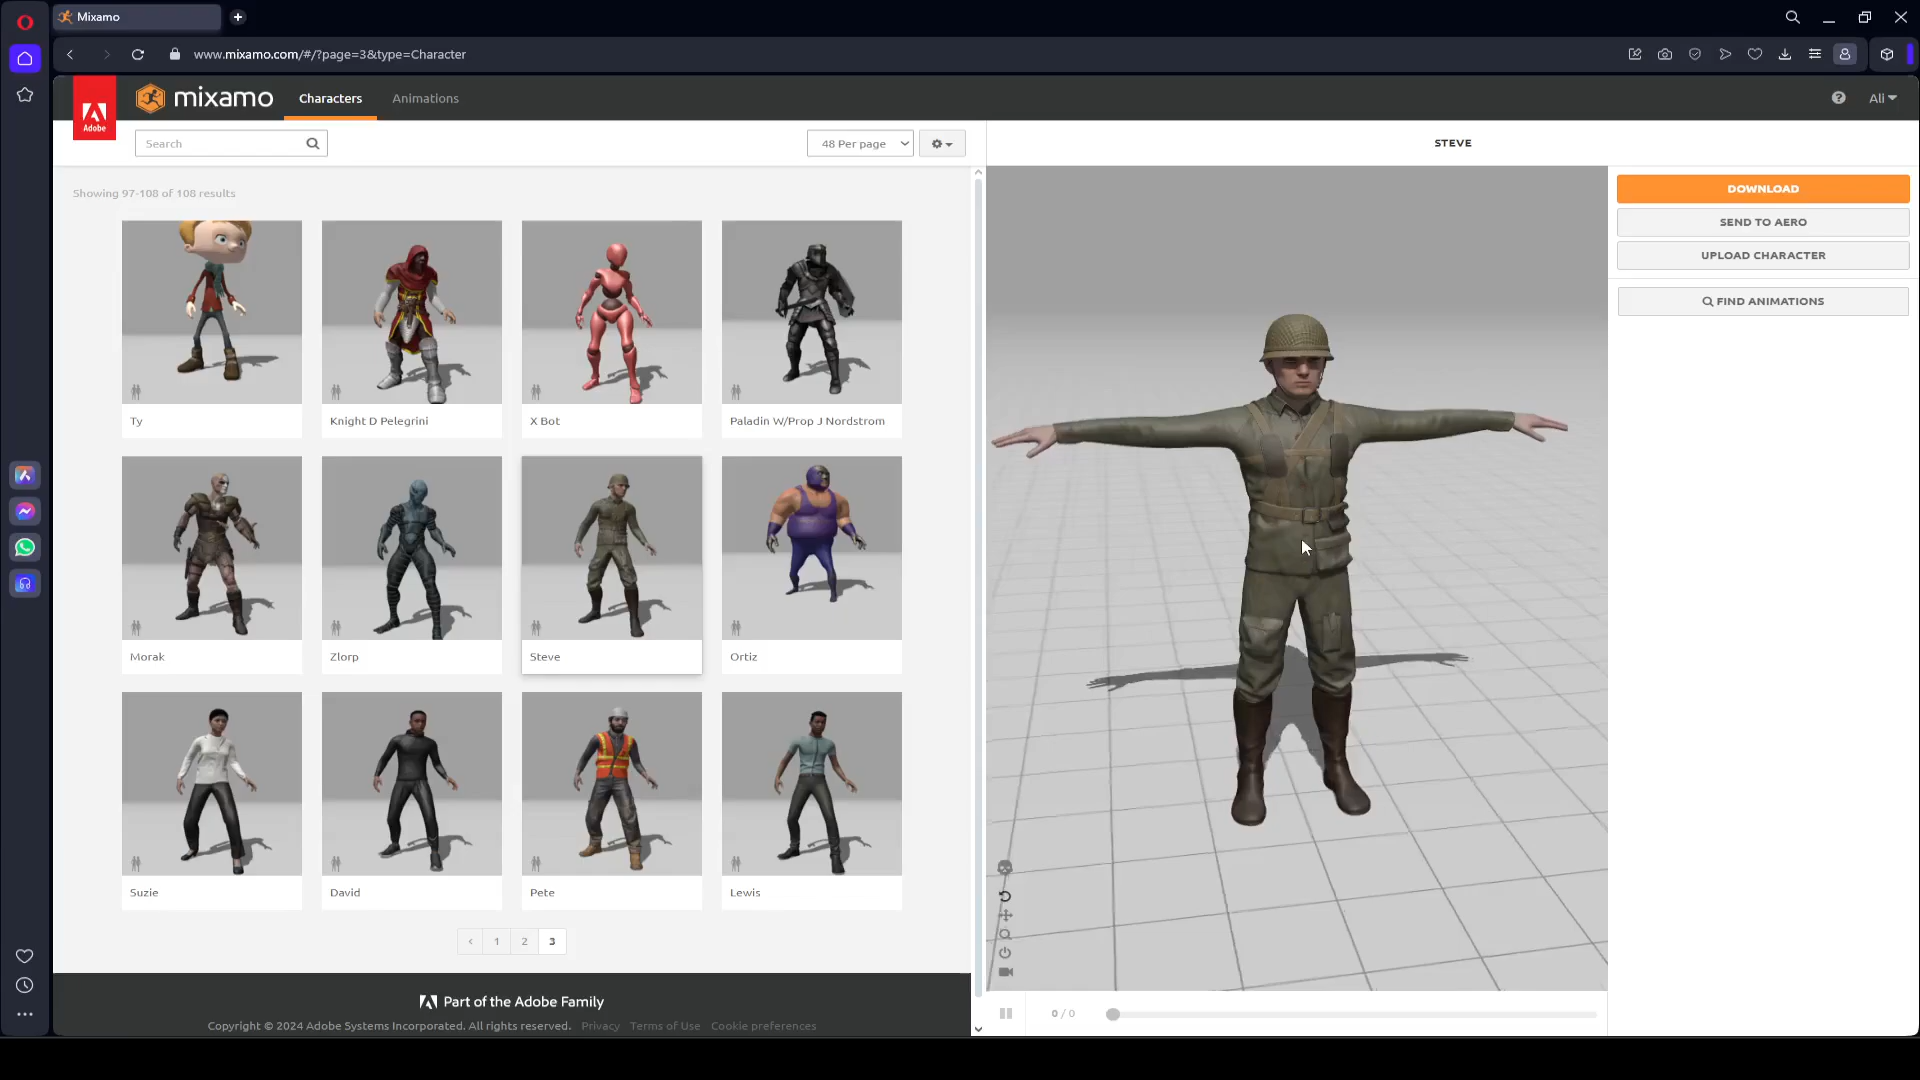 Mixamo
www.mixamo.com/#/?page=3&type=Character
Adobe
mixamo
Characters
Animations
Ali
Search
48 Per page
STEVE
Showing 97-108 of 108 results
DOWNLOAD
SEND TO AERO
UPLOAD CHARACTER
FIND ANIMATIONS
Ty
Knight D Pelegrini
X Bot
Paladin W/Prop J Nordstrom
Morak
Zlorp
Steve
Ortiz
Suzie
David
Pete
Lewis
‹ 1 2 3
Part of the Adobe Family
Copyright © 2024 Adobe Systems Incorporated. All rights reserved. Privacy Terms of Use Cookie preferences
0 / 0